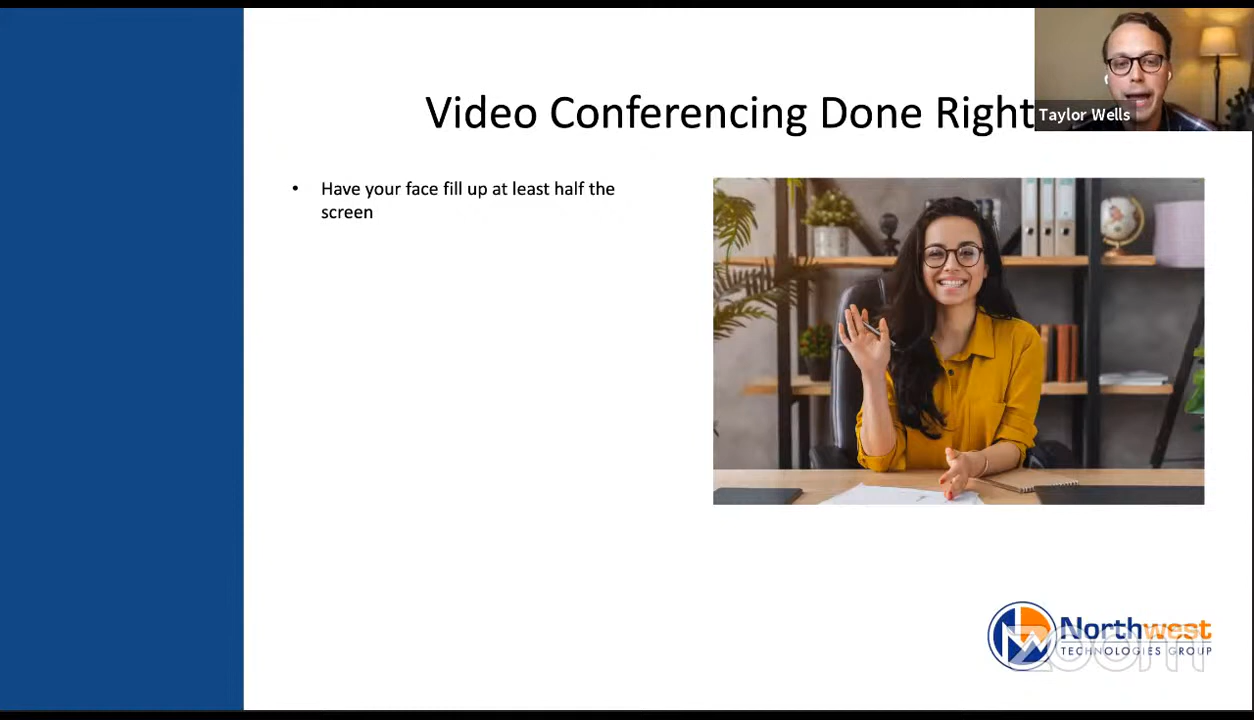 Video Conferencing Done Right
Taylor Wells
• Have your face fill up at least half the
screen
Northwest
TECHNOLOGIES GROUP
zoom